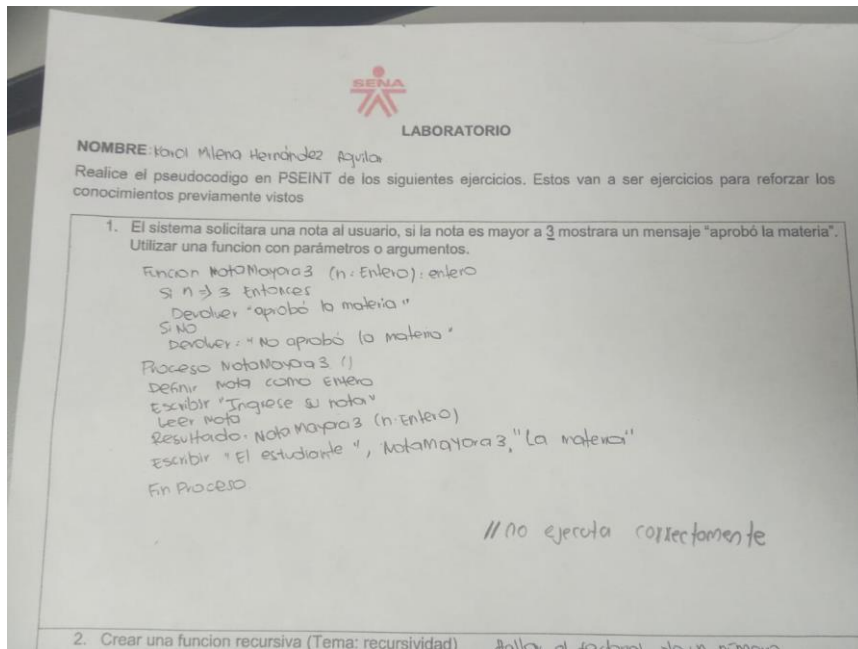 SENA
LABORATORIO
NOMBRE: Karol Milena Hernández Aguilar
Realice el pseudocodigo en PSEINT de los siguientes ejercicios. Estos van a ser ejercicios para reforzar los
conocimientos previamente vistos
1. El sistema solicitara una nota al usuario, si la nota es mayor a 3 mostrara un mensaje "aprobó la materia".
Utilizar una funcion con parámetros o argumentos.
Funcion NotaMayora3 (n: Entero): entero
Si n => 3 Entonces
Devolver "aprobó la materia"
SiNO
Devolver: "No aprobó la materia"
Proceso NotaMayora3 ()
Definir Nota como Entero
Escribir "Ingrese su nota"
Leer Nota
Resultado. NotaMayora3 (n. Entero)
Escribir "El estudiante", NotaMayora3, "La materia"
Fin Proceso
// no ejecuta correctamente
2. Crear una funcion recursiva (Tema: recursividad)